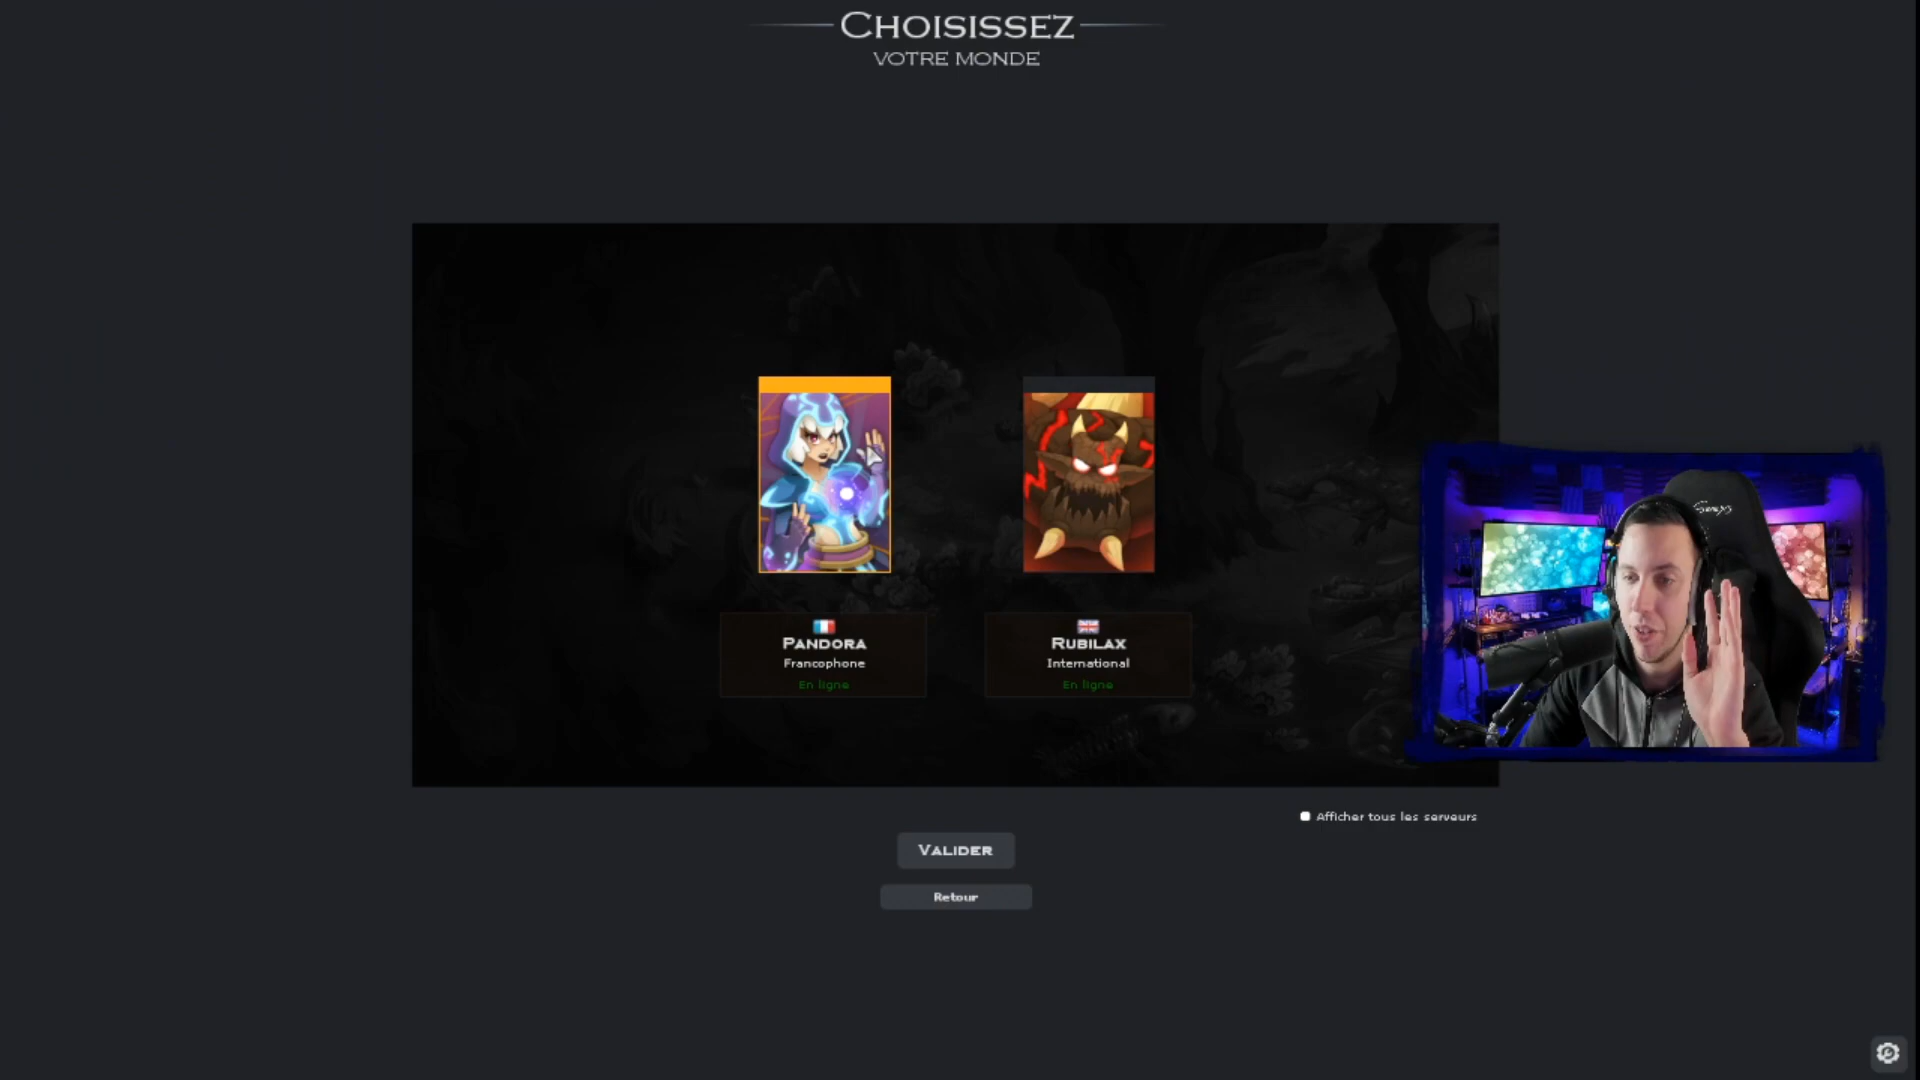 Choisissez
votre monde
Pandora
Francophone
En ligne
Rubilax
International
En ligne
Afficher tous les serveurs
Valider
Retour